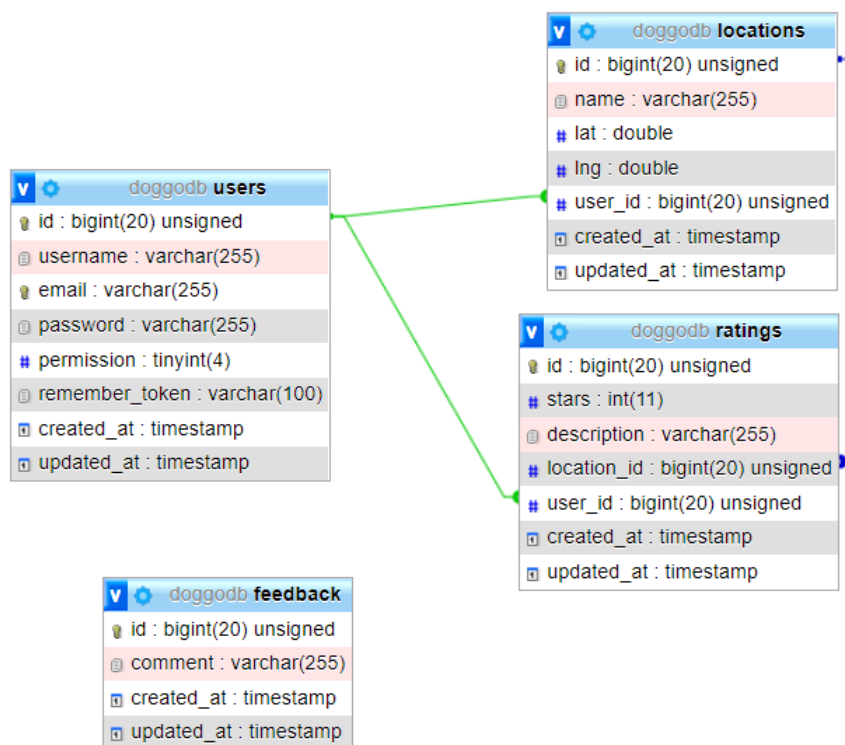 doggodb locations
id : bigint(20) unsigned
name : varchar(255)
lat : double
lng : double
user_id : bigint(20) unsigned
created_at : timestamp
updated_at : timestamp
v doggodb users
id : bigint(20) unsigned
username : varchar(255)
email : varchar(255)
password : varchar(255)
permission : tinyint(4)
remember_token : varchar(100)
created_at : timestamp
updated_at : timestamp
v doggodb ratings
id : bigint(20) unsigned
stars : int(11)
description : varchar(255)
location_id : bigint(20) unsigned
user_id : bigint(20) unsigned
created_at : timestamp
updated_at : timestamp
v doggodb feedback
id : bigint(20) unsigned
comment : varchar(255)
created_at : timestamp
updated_at : timestamp